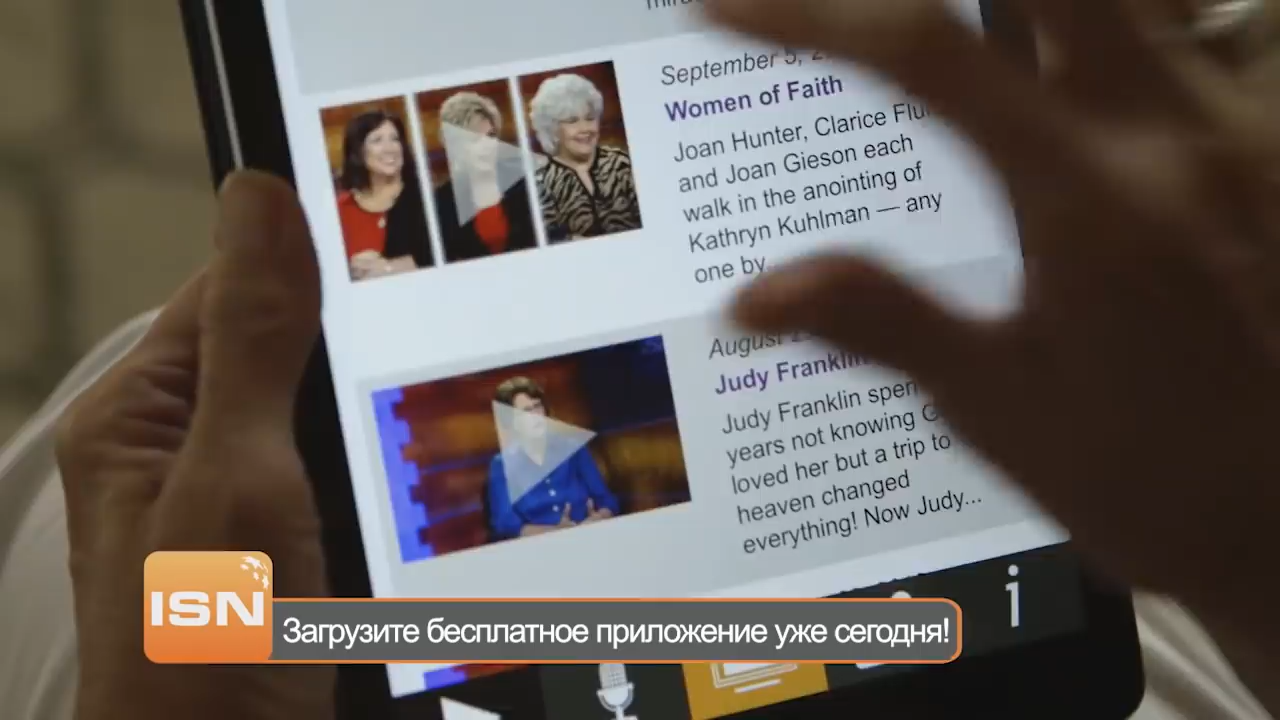 September 5,
Women of Faith
Joan Hunter, Clarice
and Joan Gieson each
walk in the anointing of
Kathryn Kuhlman — any
one by
August
Judy Franklin
Judy Franklin
years not knowing
loved her but a trip to
heaven changed
everything! Now Judy...
ISN
Загрузите бесплатное приложение уже сегодня!